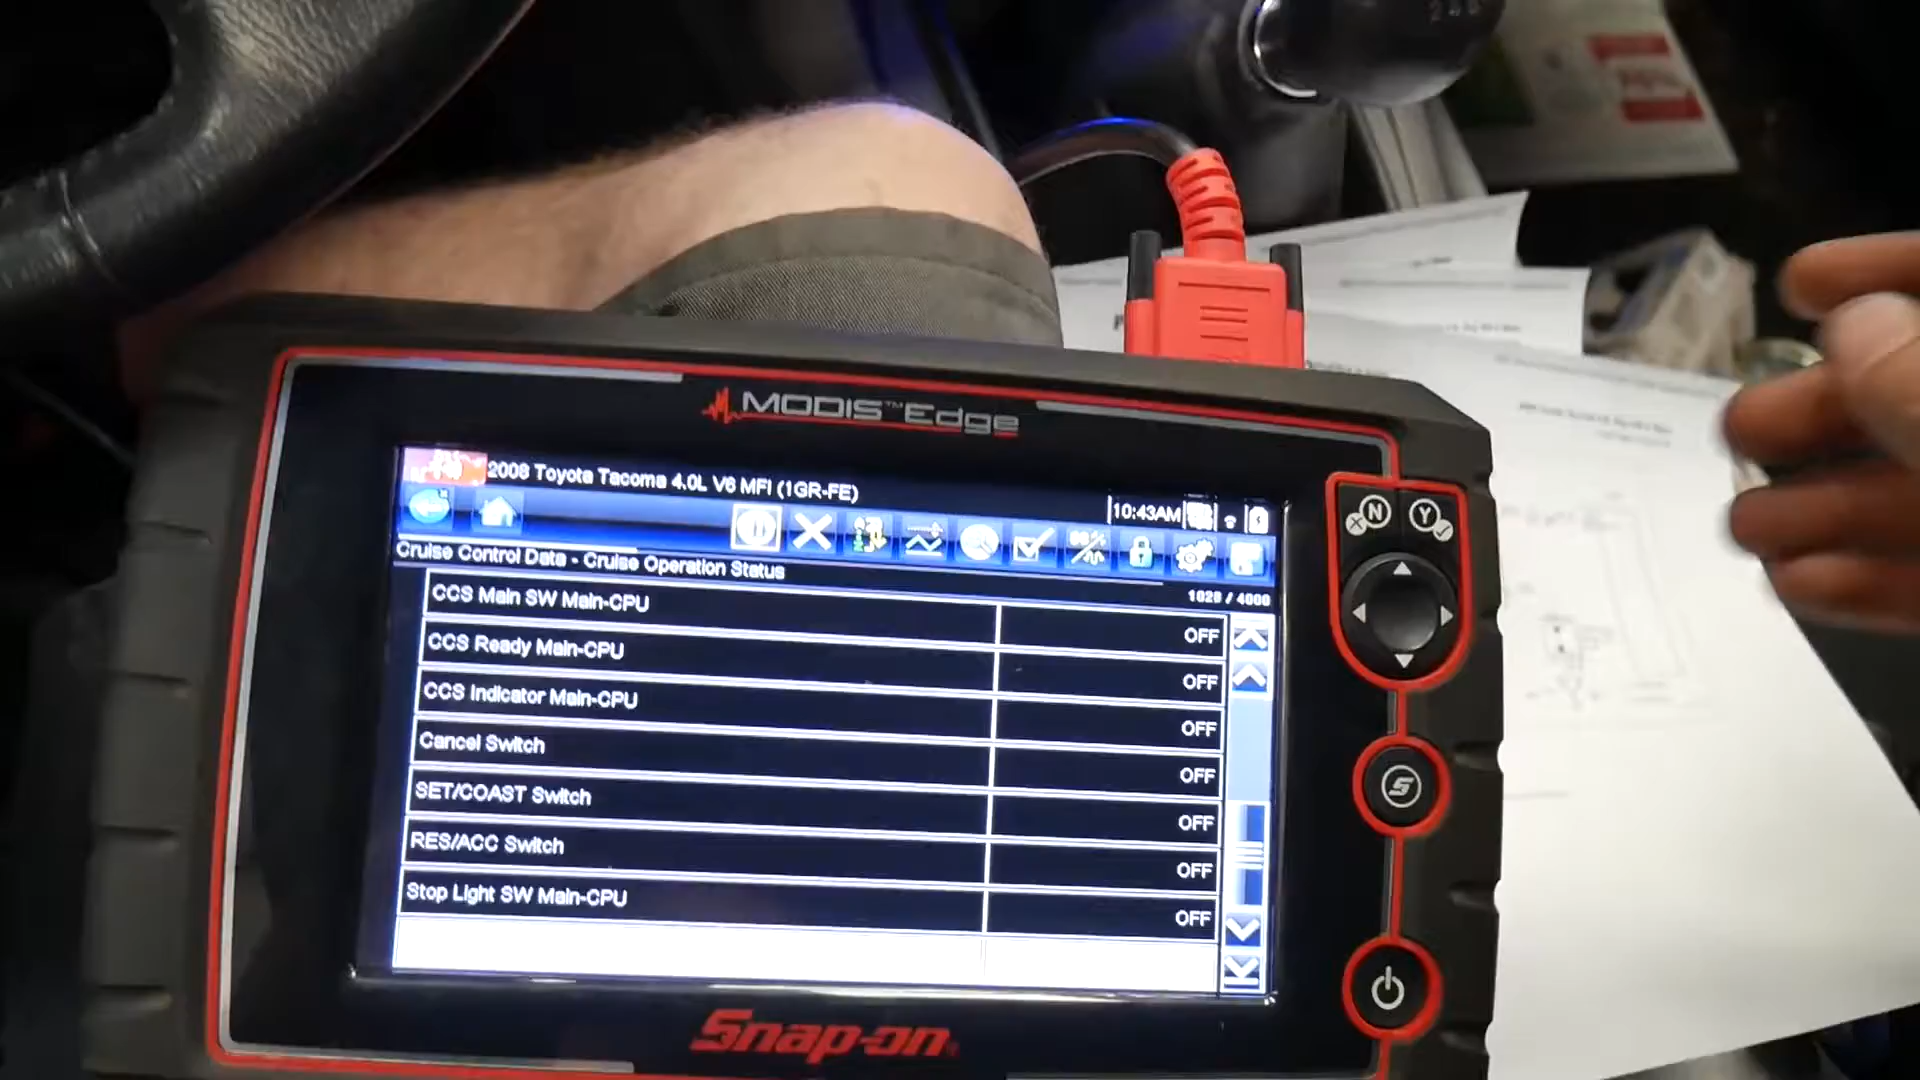 MODIS™ Edge
2008 Toyota Tacoma 4.0L V6 MFI (1GR-FE)
10:43AM
Cruise Control Data - Cruise Operation Status
1028 / 4000
CCS Main SW Main-CPU OFF
CCS Ready Main-CPU OFF
CCS Indicator Main-CPU OFF
Cancel Switch OFF
SET/COAST Switch OFF
RES/ACC Switch OFF
Stop Light SW Main-CPU OFF
N
Y
S
Snap-on